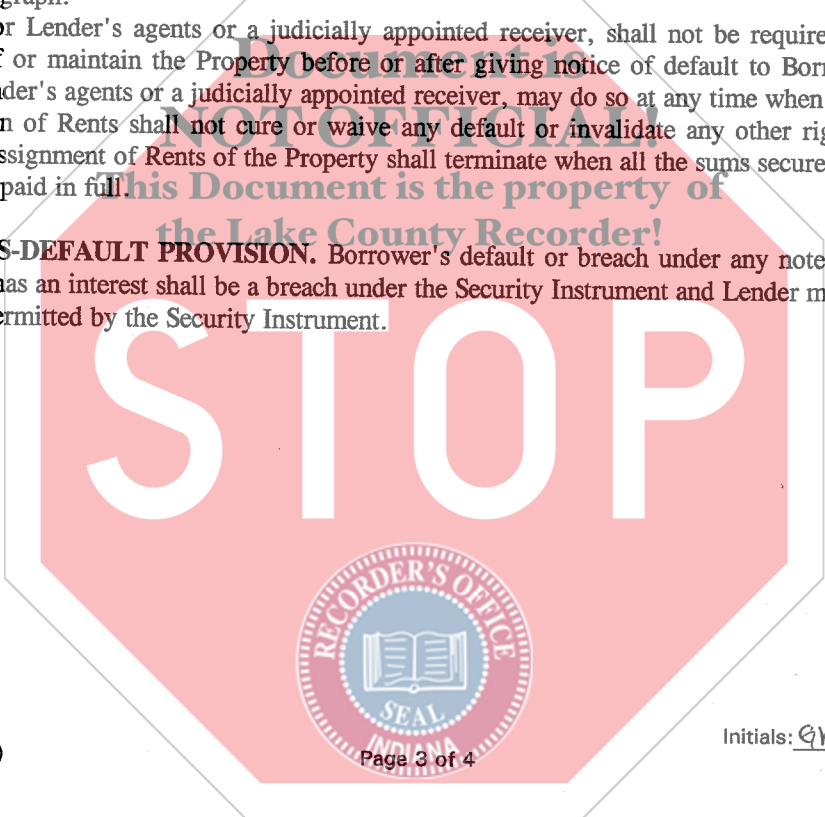 graph.
or Lender's agents or a judicially appointed receiver, shall not be require
f or maintain the Property before or after giving notice of default to Borr
der's agents or a judicially appointed receiver, may do so at any time when
n of Rents shall not cure or waive any default or invalidate any other rig
ssignment of Rents of the Property shall terminate when all the sums secure
paid in full.
Document is
NOT OFFICIAL!
This Document is the property of
the Lake County Recorder!
S-DEFAULT PROVISION. Borrower's default or breach under any note
as an interest shall be a breach under the Security Instrument and Lender m
ermitted by the Security Instrument.
STOP
RECORDER'S OFFICE
SEAL
INDIANA
Initials:
Page 3 of 4